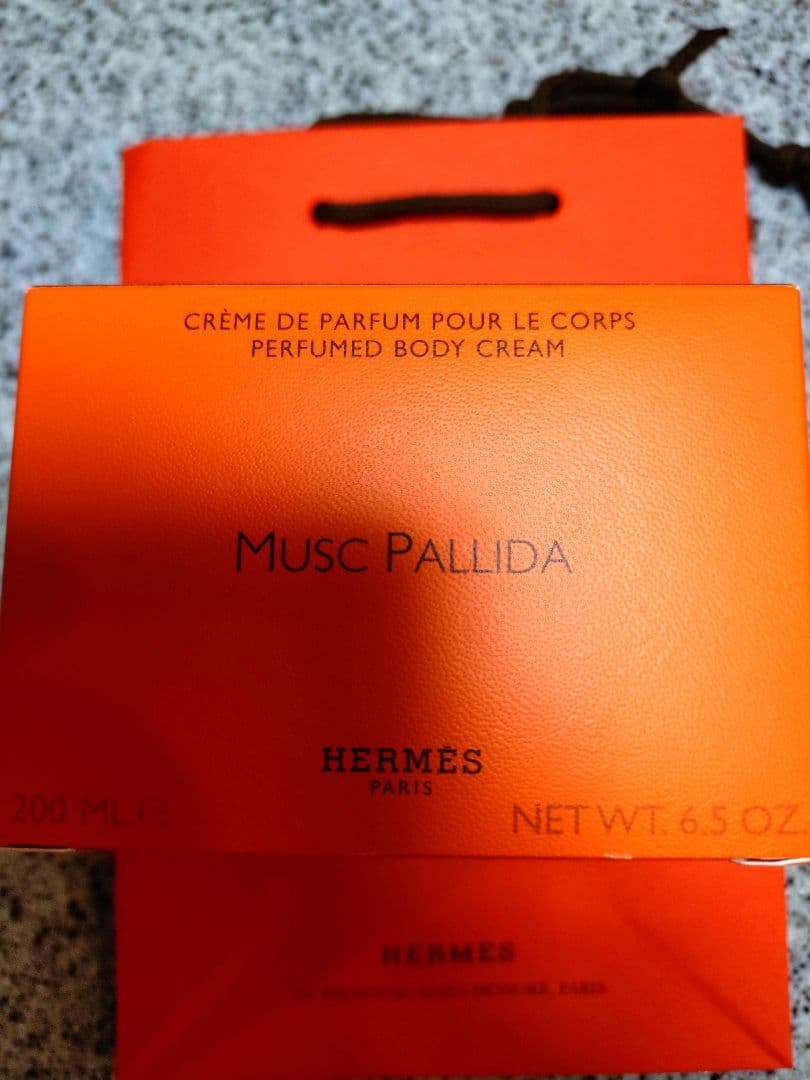 CRÈME DE PARFUM POUR LE CORPS
PERFUMED BODY CREAM
MUSC PALLIDA
HERMÈS
PARIS
200 ML ℮
NET WT. 6.5 OZ
HERMÈS
PARIS